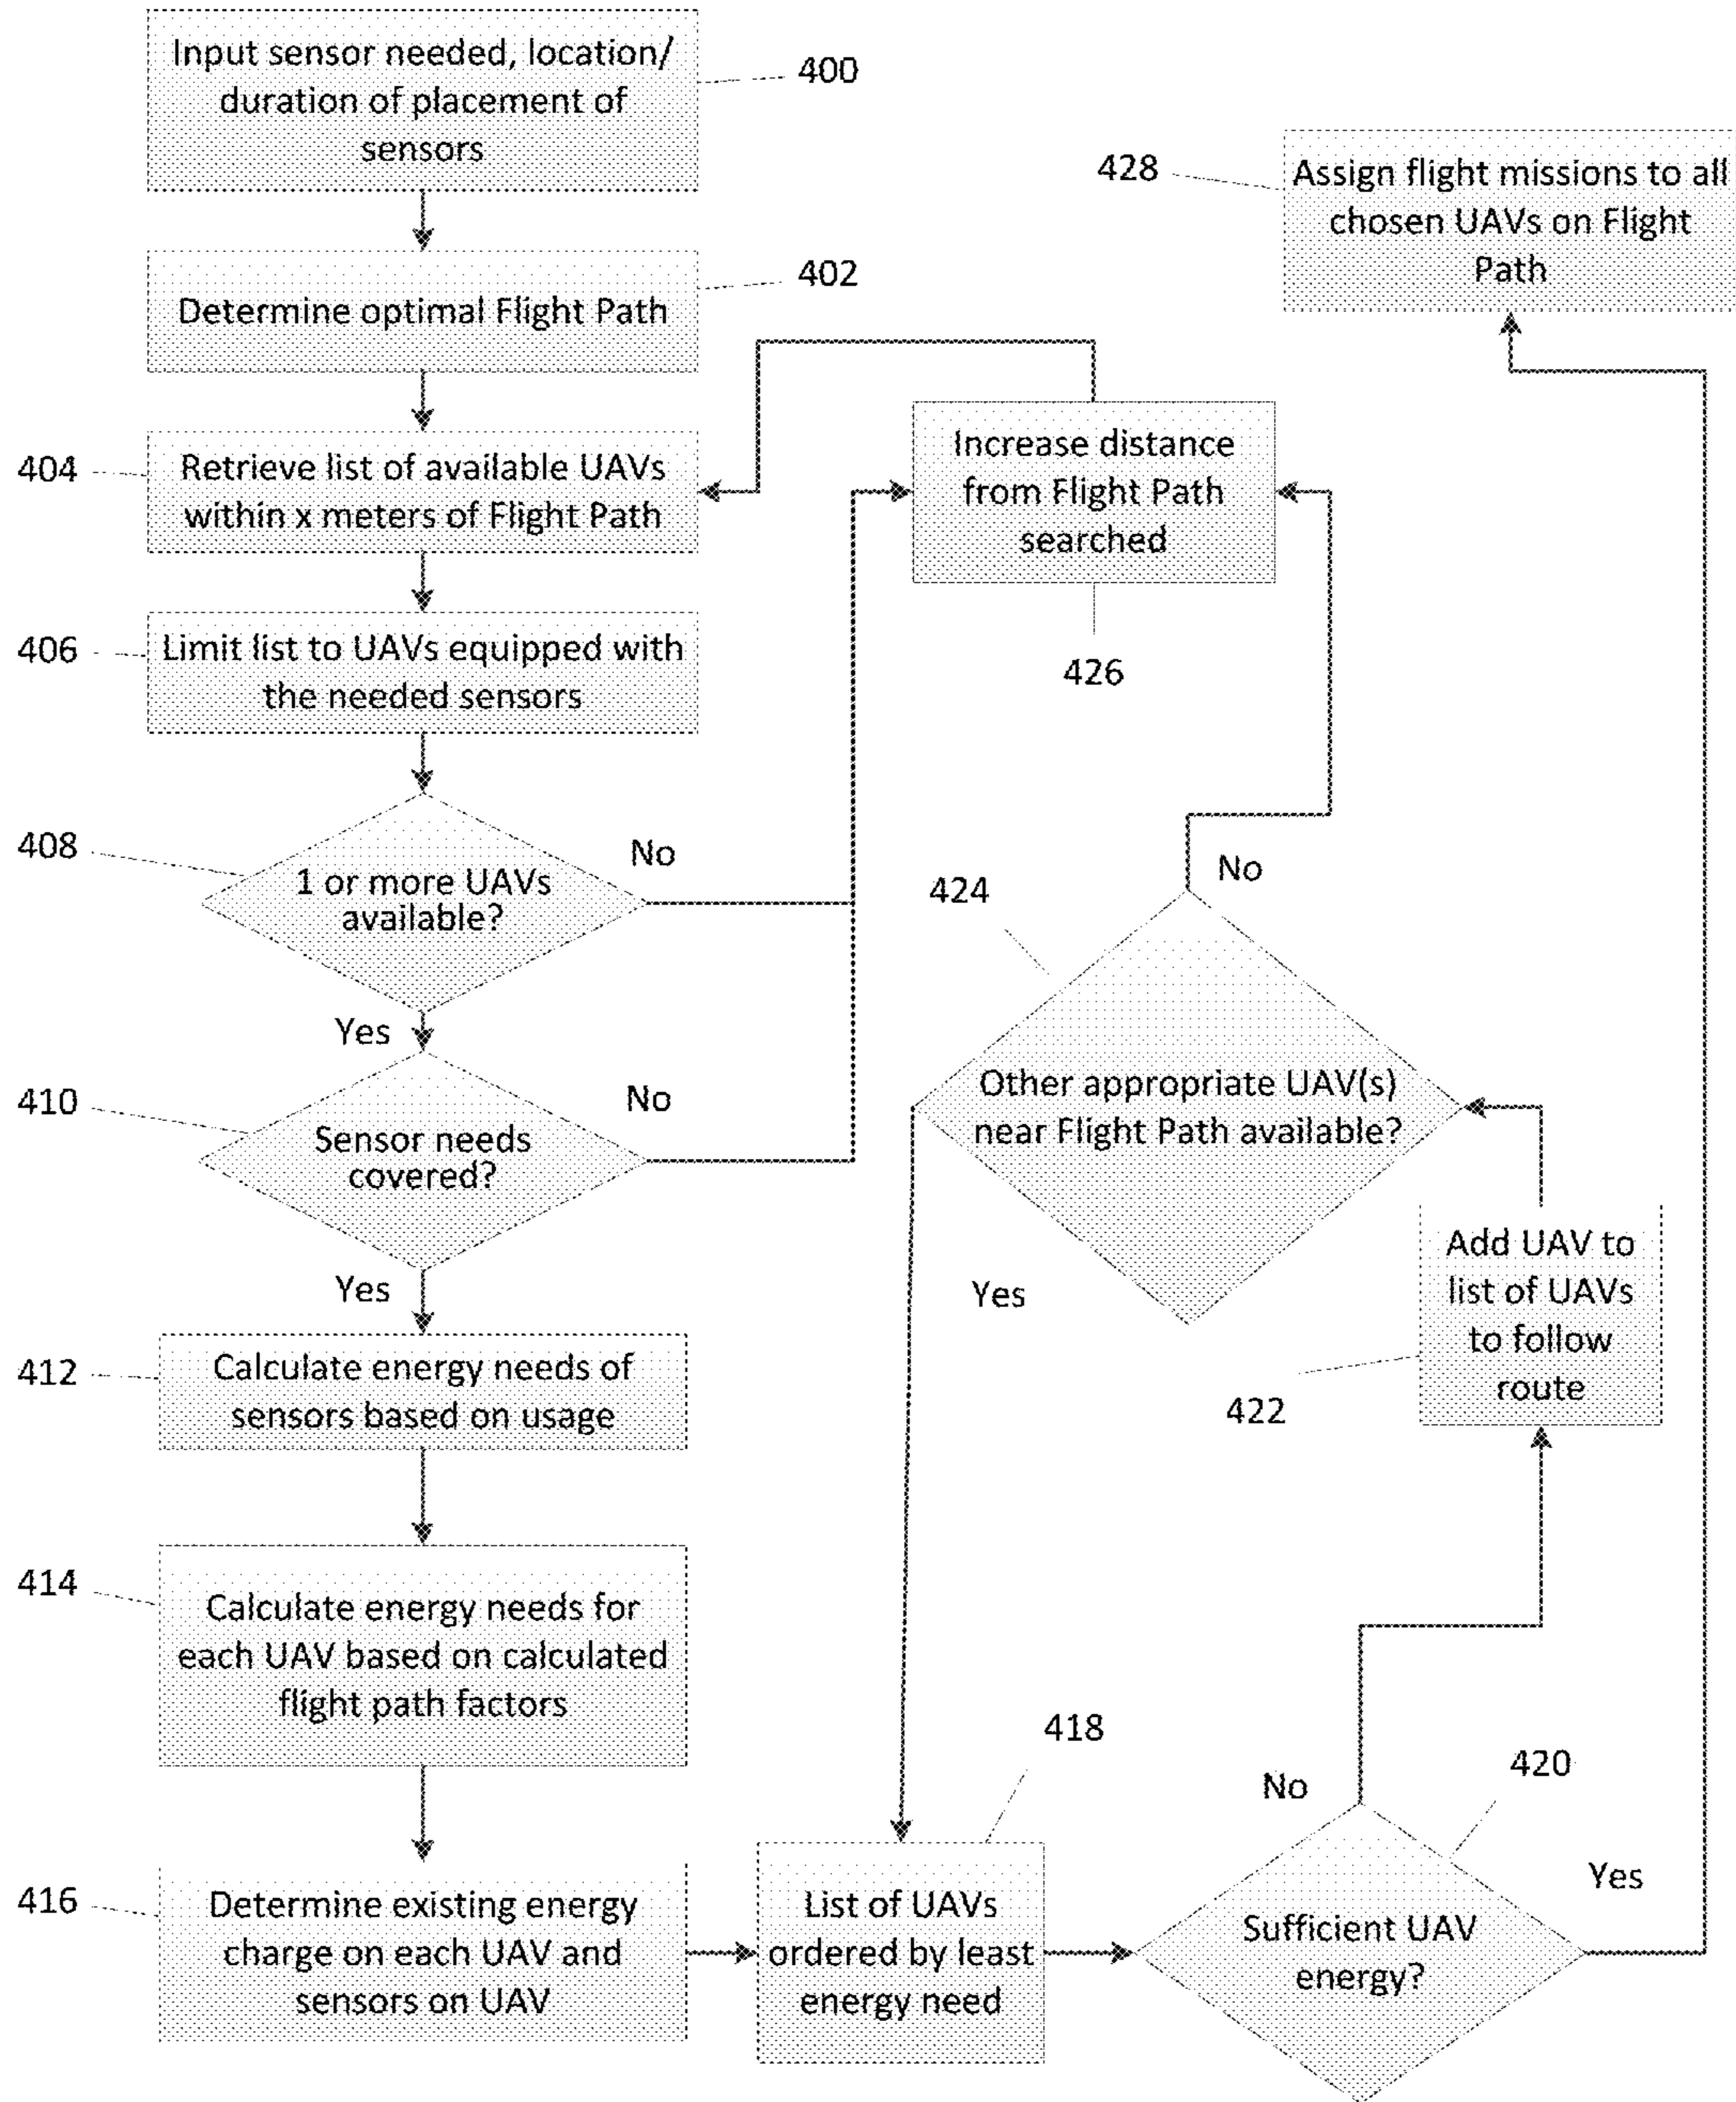 Input sensor needed, location/
duration of placement of
sensors
400
428
Assign flight missions to all
chosen UAVs on Flight
Path
Determine optimal Flight Path
402
404
Retrieve list of available UAVs
within x meters of Flight Path
Increase distance
from Flight Path
searched
426
406
Limit list to UAVs equipped with
the needed sensors
408
1 or more UAVs
available?
No
Yes
410
Sensor needs
covered?
No
Yes
424
No
Other appropriate UAV(s)
near Flight Path available?
Yes
Add UAV to
list of UAVs
to follow
route
422
412
Calculate energy needs of
sensors based on usage
414
Calculate energy needs for
each UAV based on calculated
flight path factors
416
Determine existing energy
charge on each UAV and
sensors on UAV
418
List of UAVs
ordered by least
energy need
No
420
Yes
Sufficient UAV
energy?